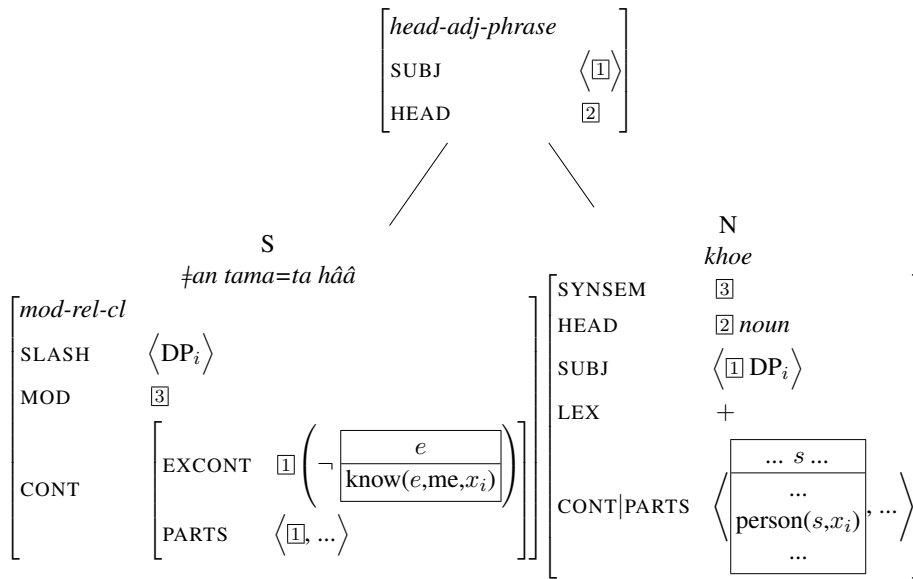 head-adj-phrase
SUBJ ⟨[1]⟩
HEAD [2]
S
ǂan tama=ta hââ
mod-rel-cl
SLASH ⟨DPᵢ⟩
MOD [3]
CONT
EXCONT [1] (¬
e
know(e,me,xᵢ)
)
PARTS ⟨[1], ...⟩
N
khoe
SYNSEM [3]
HEAD [2] noun
SUBJ ⟨[1] DPᵢ⟩
LEX +
CONT|PARTS ⟨
... s ...
...
person(s,xᵢ)
...
, ...⟩